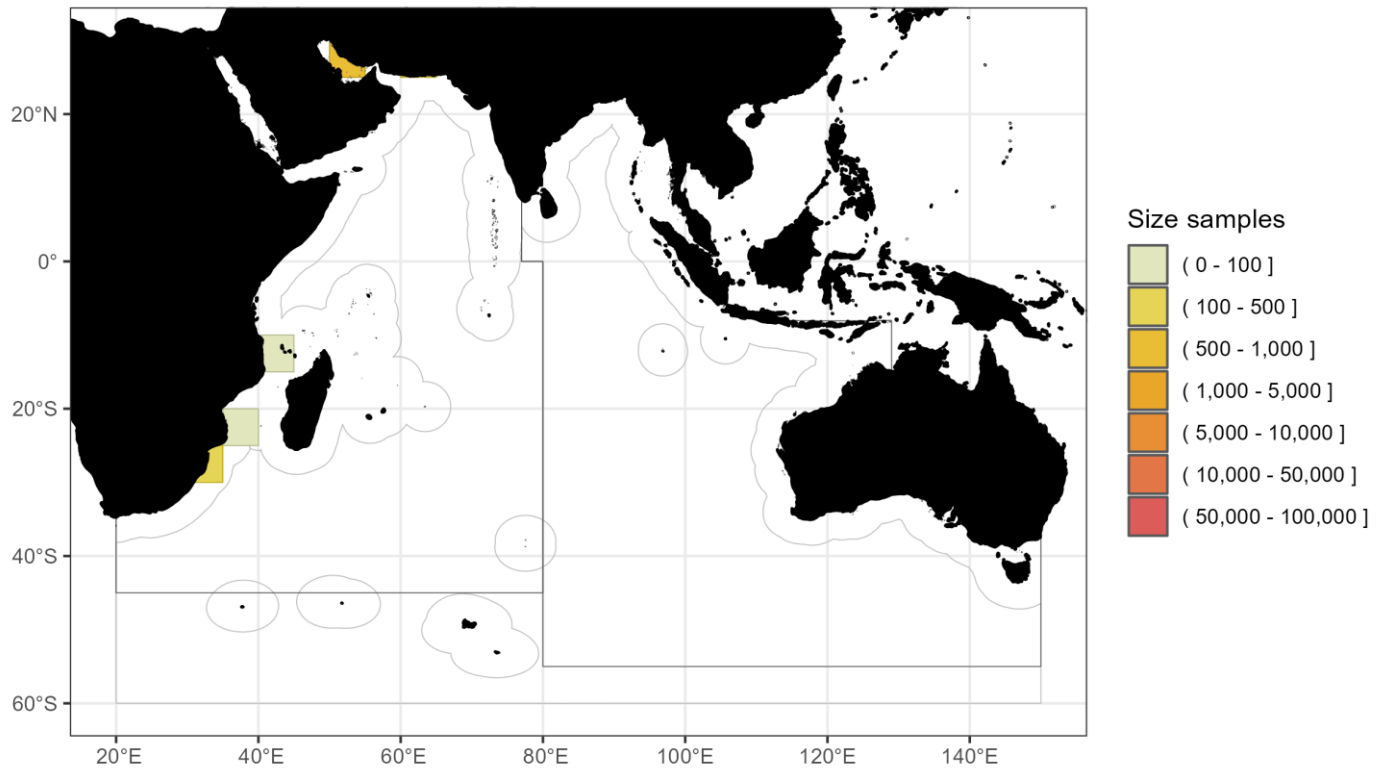 20°N
0°
20°S
40°S
60°S
20°E
40°E
60°E
80°E
100°E
120°E
140°E
Size samples
( 0 - 100 ]
( 100 - 500 ]
( 500 - 1,000 ]
( 1,000 - 5,000 ]
( 5,000 - 10,000 ]
( 10,000 - 50,000 ]
( 50,000 - 100,000 ]